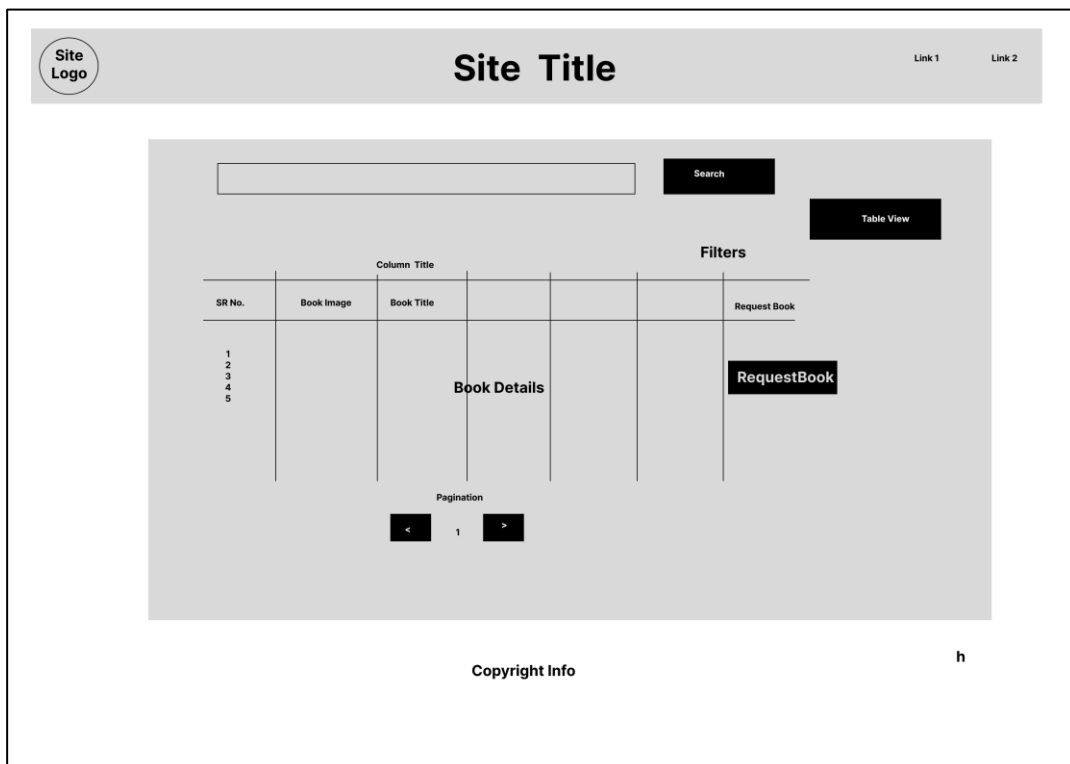 Site
Logo
Site Title
Link 1
Link 2
Search
Table View
Filters
Column Title
SR No.
Book Image
Book Title
Request Book
1
2
3
4
5
Book Details
RequestBook
Pagination
<
1
>
h
Copyright Info